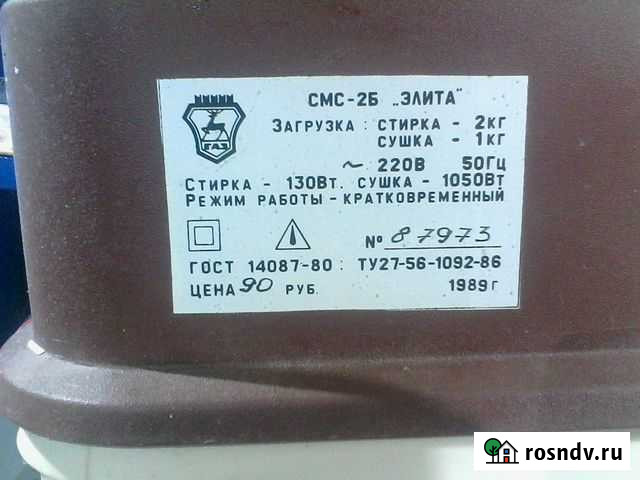 СМС-2Б „ЭЛИТА"
ГАЗ
ЗАГРУЗКА : СТИРКА - 2КГ
СУШКА - 1КГ
~ 220В 50Гц
СТИРКА - 130Вт. СУШКА - 1050Вт
РЕЖИМ РАБОТЫ - КРАТКОВРЕМЕННЫЙ
№ 87973
ГОСТ 14087-80 : ТУ27-56-1092-86
ЦЕНА 90 РУБ. 1989г
rosndv.ru